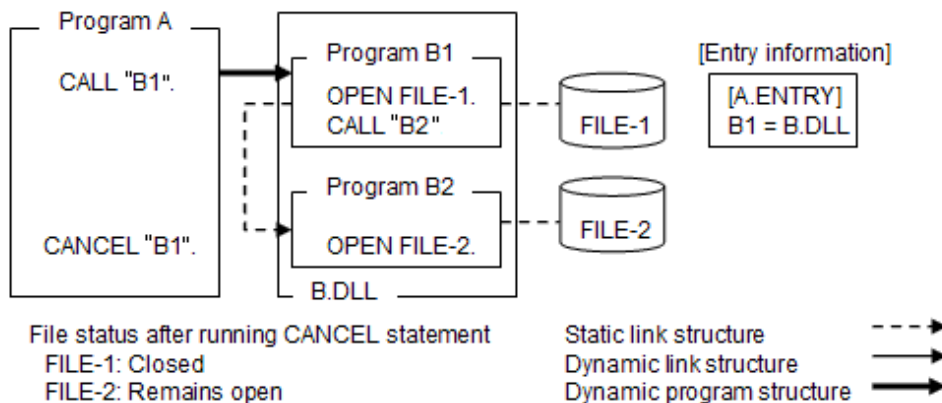 Program A
CALL "B1".
CANCEL "B1".
Program B1
OPEN FILE-1.
CALL "B2".
Program B2
OPEN FILE-2.
B.DLL
FILE-1
FILE-2
[Entry information]
[A.ENTRY]
B1 = B.DLL
File status after running CANCEL statement
FILE-1: Closed
FILE-2: Remains open
Static link structure
Dynamic link structure
Dynamic program structure